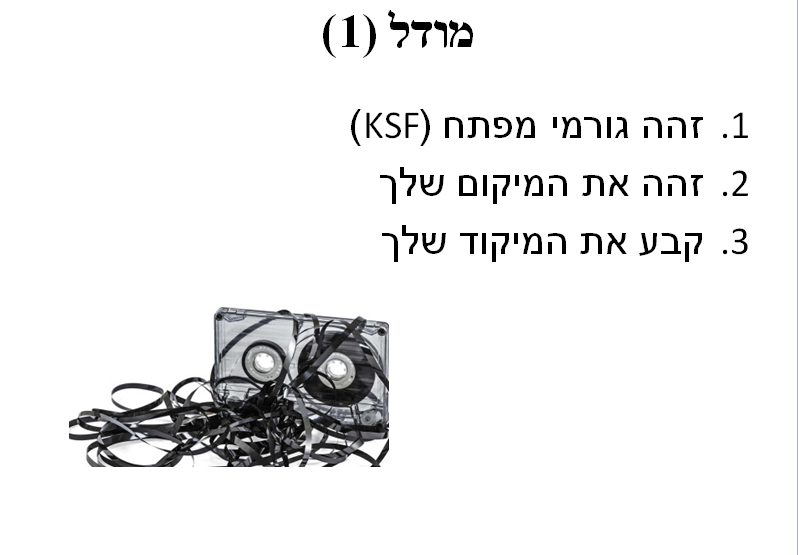 מודל (1)
1. זהה גורמי מפתח (KSF)
2. זהה את המיקום שלך
3. קבע את המיקוד שלך